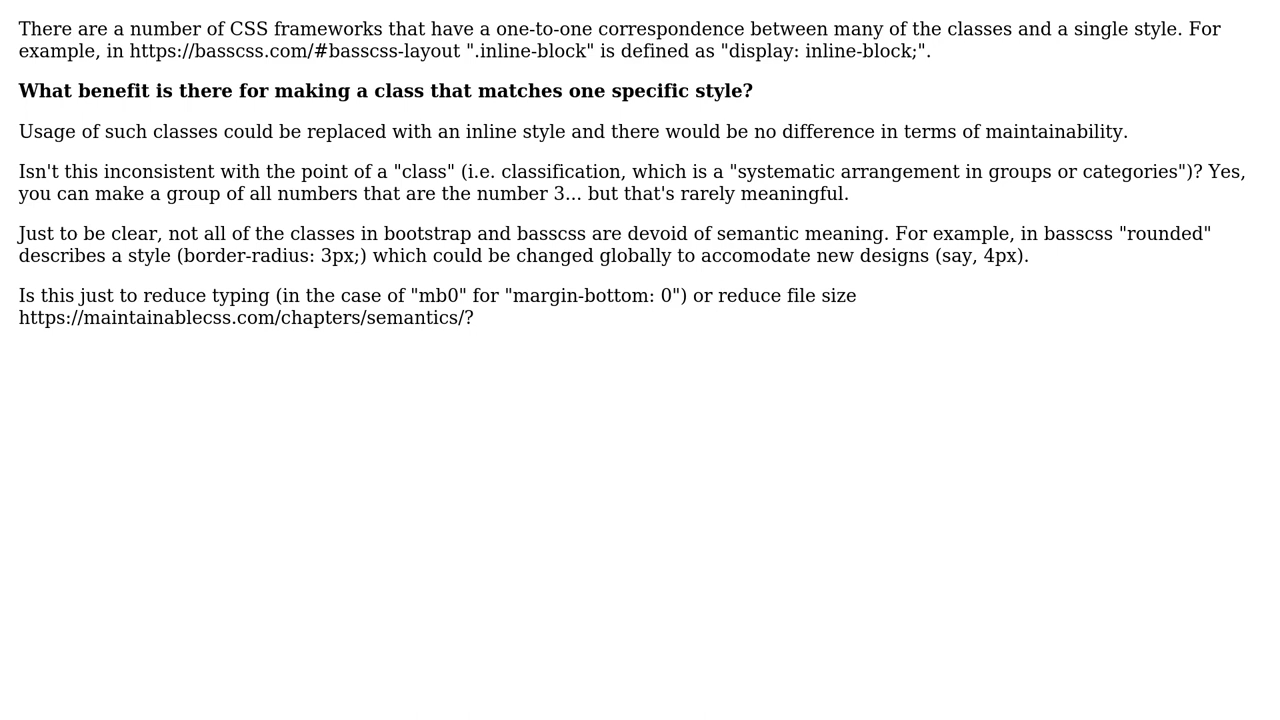 There are a number of CSS frameworks that have a one-to-one correspondence between many of the classes and a single style. For
example, in https://basscss.com/#basscss-layout ".inline-block" is defined as "display: inline-block;".
What benefit is there for making a class that matches one specific style?
Usage of such classes could be replaced with an inline style and there would be no difference in terms of maintainability.
Isn't this inconsistent with the point of a "class" (i.e. classification, which is a "systematic arrangement in groups or categories")? Yes,
you can make a group of all numbers that are the number 3... but that's rarely meaningful.
Just to be clear, not all of the classes in bootstrap and basscss are devoid of semantic meaning. For example, in basscss "rounded"
describes a style (border-radius: 3px;) which could be changed globally to accomodate new designs (say, 4px).
Is this just to reduce typing (in the case of "mb0" for "margin-bottom: 0") or reduce file size
https://maintainablecss.com/chapters/semantics/?